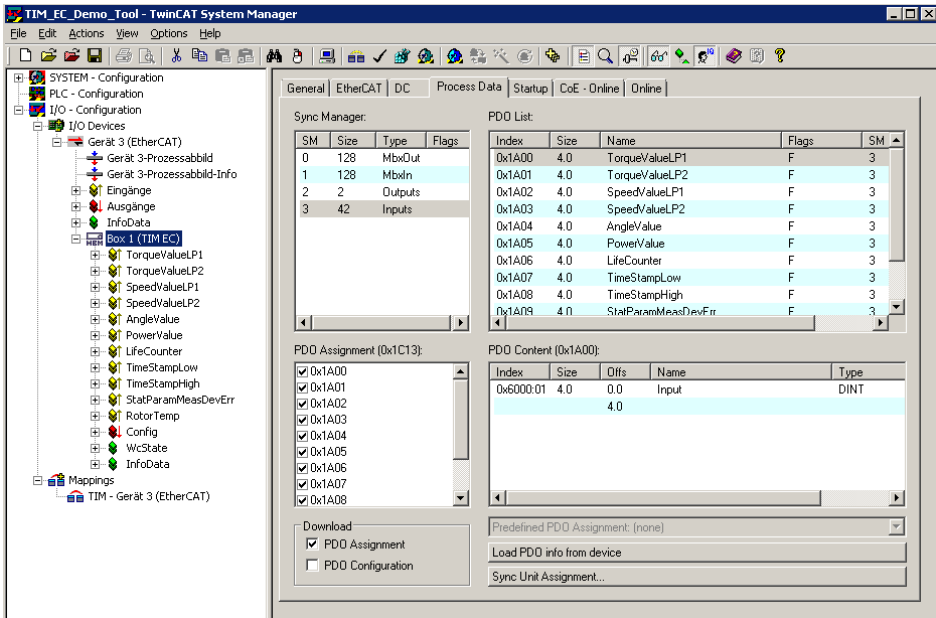 TIM_EC_Demo_Tool - TwinCAT System Manager
File Edit Actions View Options Help
SYSTEM - Configuration
PLC - Configuration
I/O - Configuration
I/O Devices
Gerät 3 (EtherCAT)
Gerät 3-Prozessabbild
Gerät 3-Prozessabbild-Info
Eingänge
Ausgänge
InfoData
Box 1 (TIM EC)
TorqueValueLP1
TorqueValueLP2
SpeedValueLP1
SpeedValueLP2
AngleValue
PowerValue
LifeCounter
TimeStampLow
TimeStampHigh
StatParamMeasDevErr
RotorTemp
Config
WcState
InfoData
Mappings
TIM - Gerät 3 (EtherCAT)
General EtherCAT DC Process Data Startup CoE - Online Online
Sync Manager:
SM Size Type Flags
0 128 MbxOut
1 128 MbxIn
2 2 Outputs
3 42 Inputs
PDO List:
Index Size Name Flags SM
0x1A00 4.0 TorqueValueLP1 F 3
0x1A01 4.0 TorqueValueLP2 F 3
0x1A02 4.0 SpeedValueLP1 F 3
0x1A03 4.0 SpeedValueLP2 F 3
0x1A04 4.0 AngleValue F 3
0x1A05 4.0 PowerValue F 3
0x1A06 4.0 LifeCounter F 3
0x1A07 4.0 TimeStampLow F 3
0x1A08 4.0 TimeStampHigh F 3
0x1A09 4.0 StatParamMeasDevErr F 3
PDO Assignment (0x1C13):
0x1A00
0x1A01
0x1A02
0x1A03
0x1A04
0x1A05
0x1A06
0x1A07
0x1A08
PDO Content (0x1A00):
Index Size Offs Name Type
0x6000:01 4.0 0.0 Input DINT
4.0
Download
PDO Assignment
PDO Configuration
Predefined PDO Assignment: (none)
Load PDO info from device
Sync Unit Assignment...